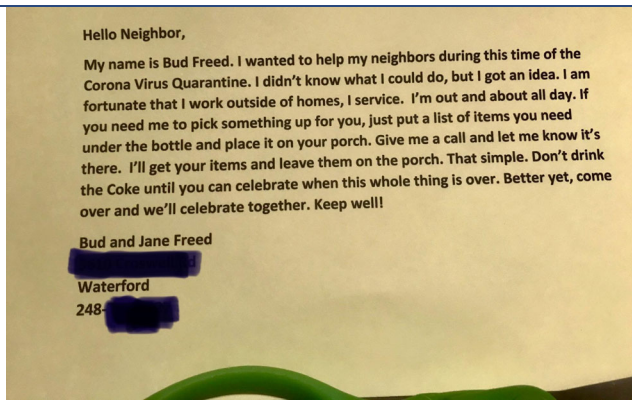 Hello Neighbor,
My name is Bud Freed. I wanted to help my neighbors during this time of the
Corona Virus Quarantine. I didn't know what I could do, but I got an idea. I am
fortunate that I work outside of homes, I service. I'm out and about all day. If
you need me to pick something up for you, just put a list of items you need
under the bottle and place it on your porch. Give me a call and let me know it's
there. I'll get your items and leave them on the porch. That simple. Don't drink
the Coke until you can celebrate when this whole thing is over. Better yet, come
over and we'll celebrate together. Keep well!
Bud and Jane Freed
Waterford
248-